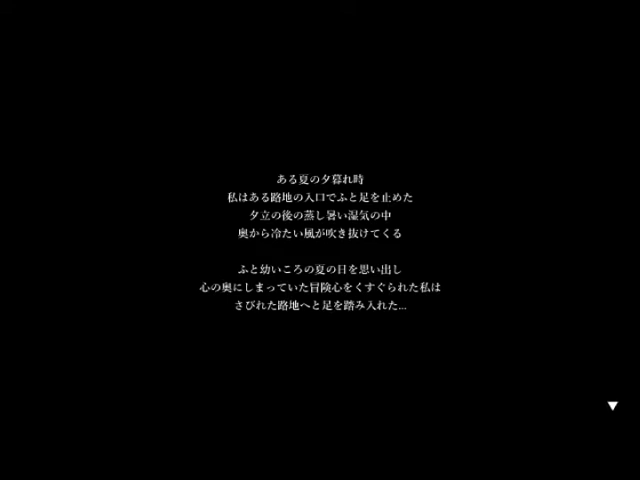 ある夏の夕暮れ時
私はある路地の入口でふと足を止めた
夕立の後の蒸し暑い湿気の中
奥から冷たい風が吹き抜けてくる
ふと幼いころの夏の日を思い出し
心の奥にしまっていた冒険心をくすぐられた私は
さびれた路地へと足を踏み入れた…